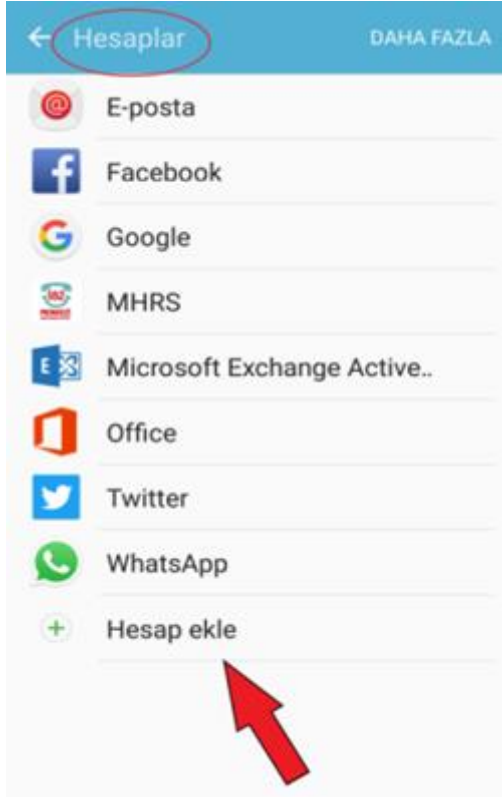 Hesaplar DAHA FAZLA
E-posta
Facebook
Google
MHRS
Microsoft Exchange Active..
Office
Twitter
WhatsApp
Hesap ekle